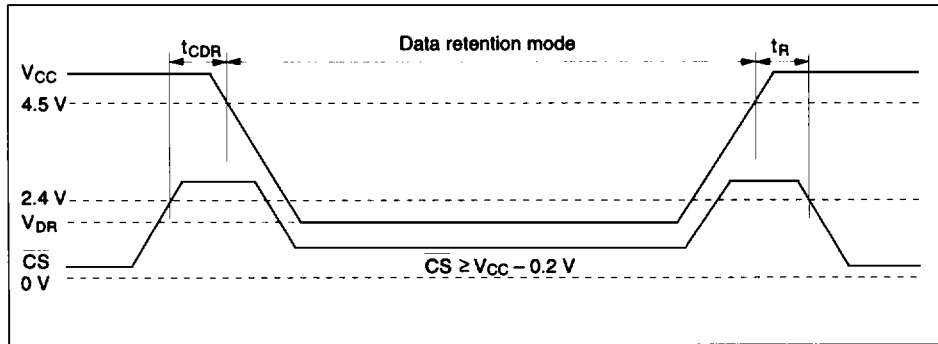 tCDR
Data retention mode
tR
VCC
4.5 V
2.4 V
VDR
CS
CS ≥ VCC – 0.2 V
0 V